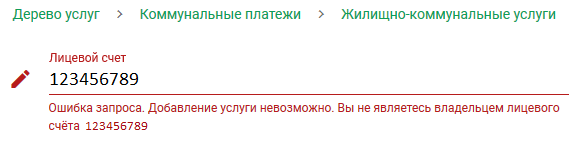 Дерево услуг > Коммунальные платежи > Жилищно-коммунальные услуги
Лицевой счет
123456789
Ошибка запроса. Добавление услуги невозможно. Вы не являетесь владельцем лицевого
счёта 123456789